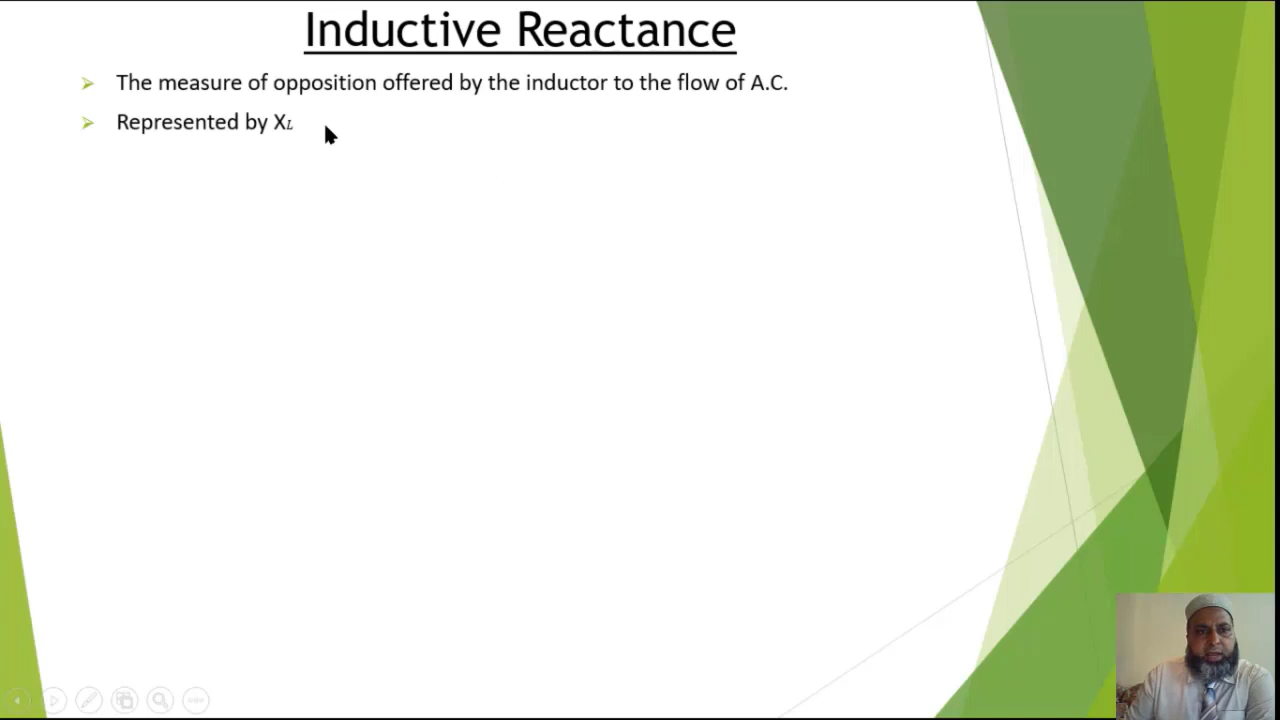 Inductive Reactance
The measure of opposition offered by the inductor to the flow of A.C.
Represented by X𝐿